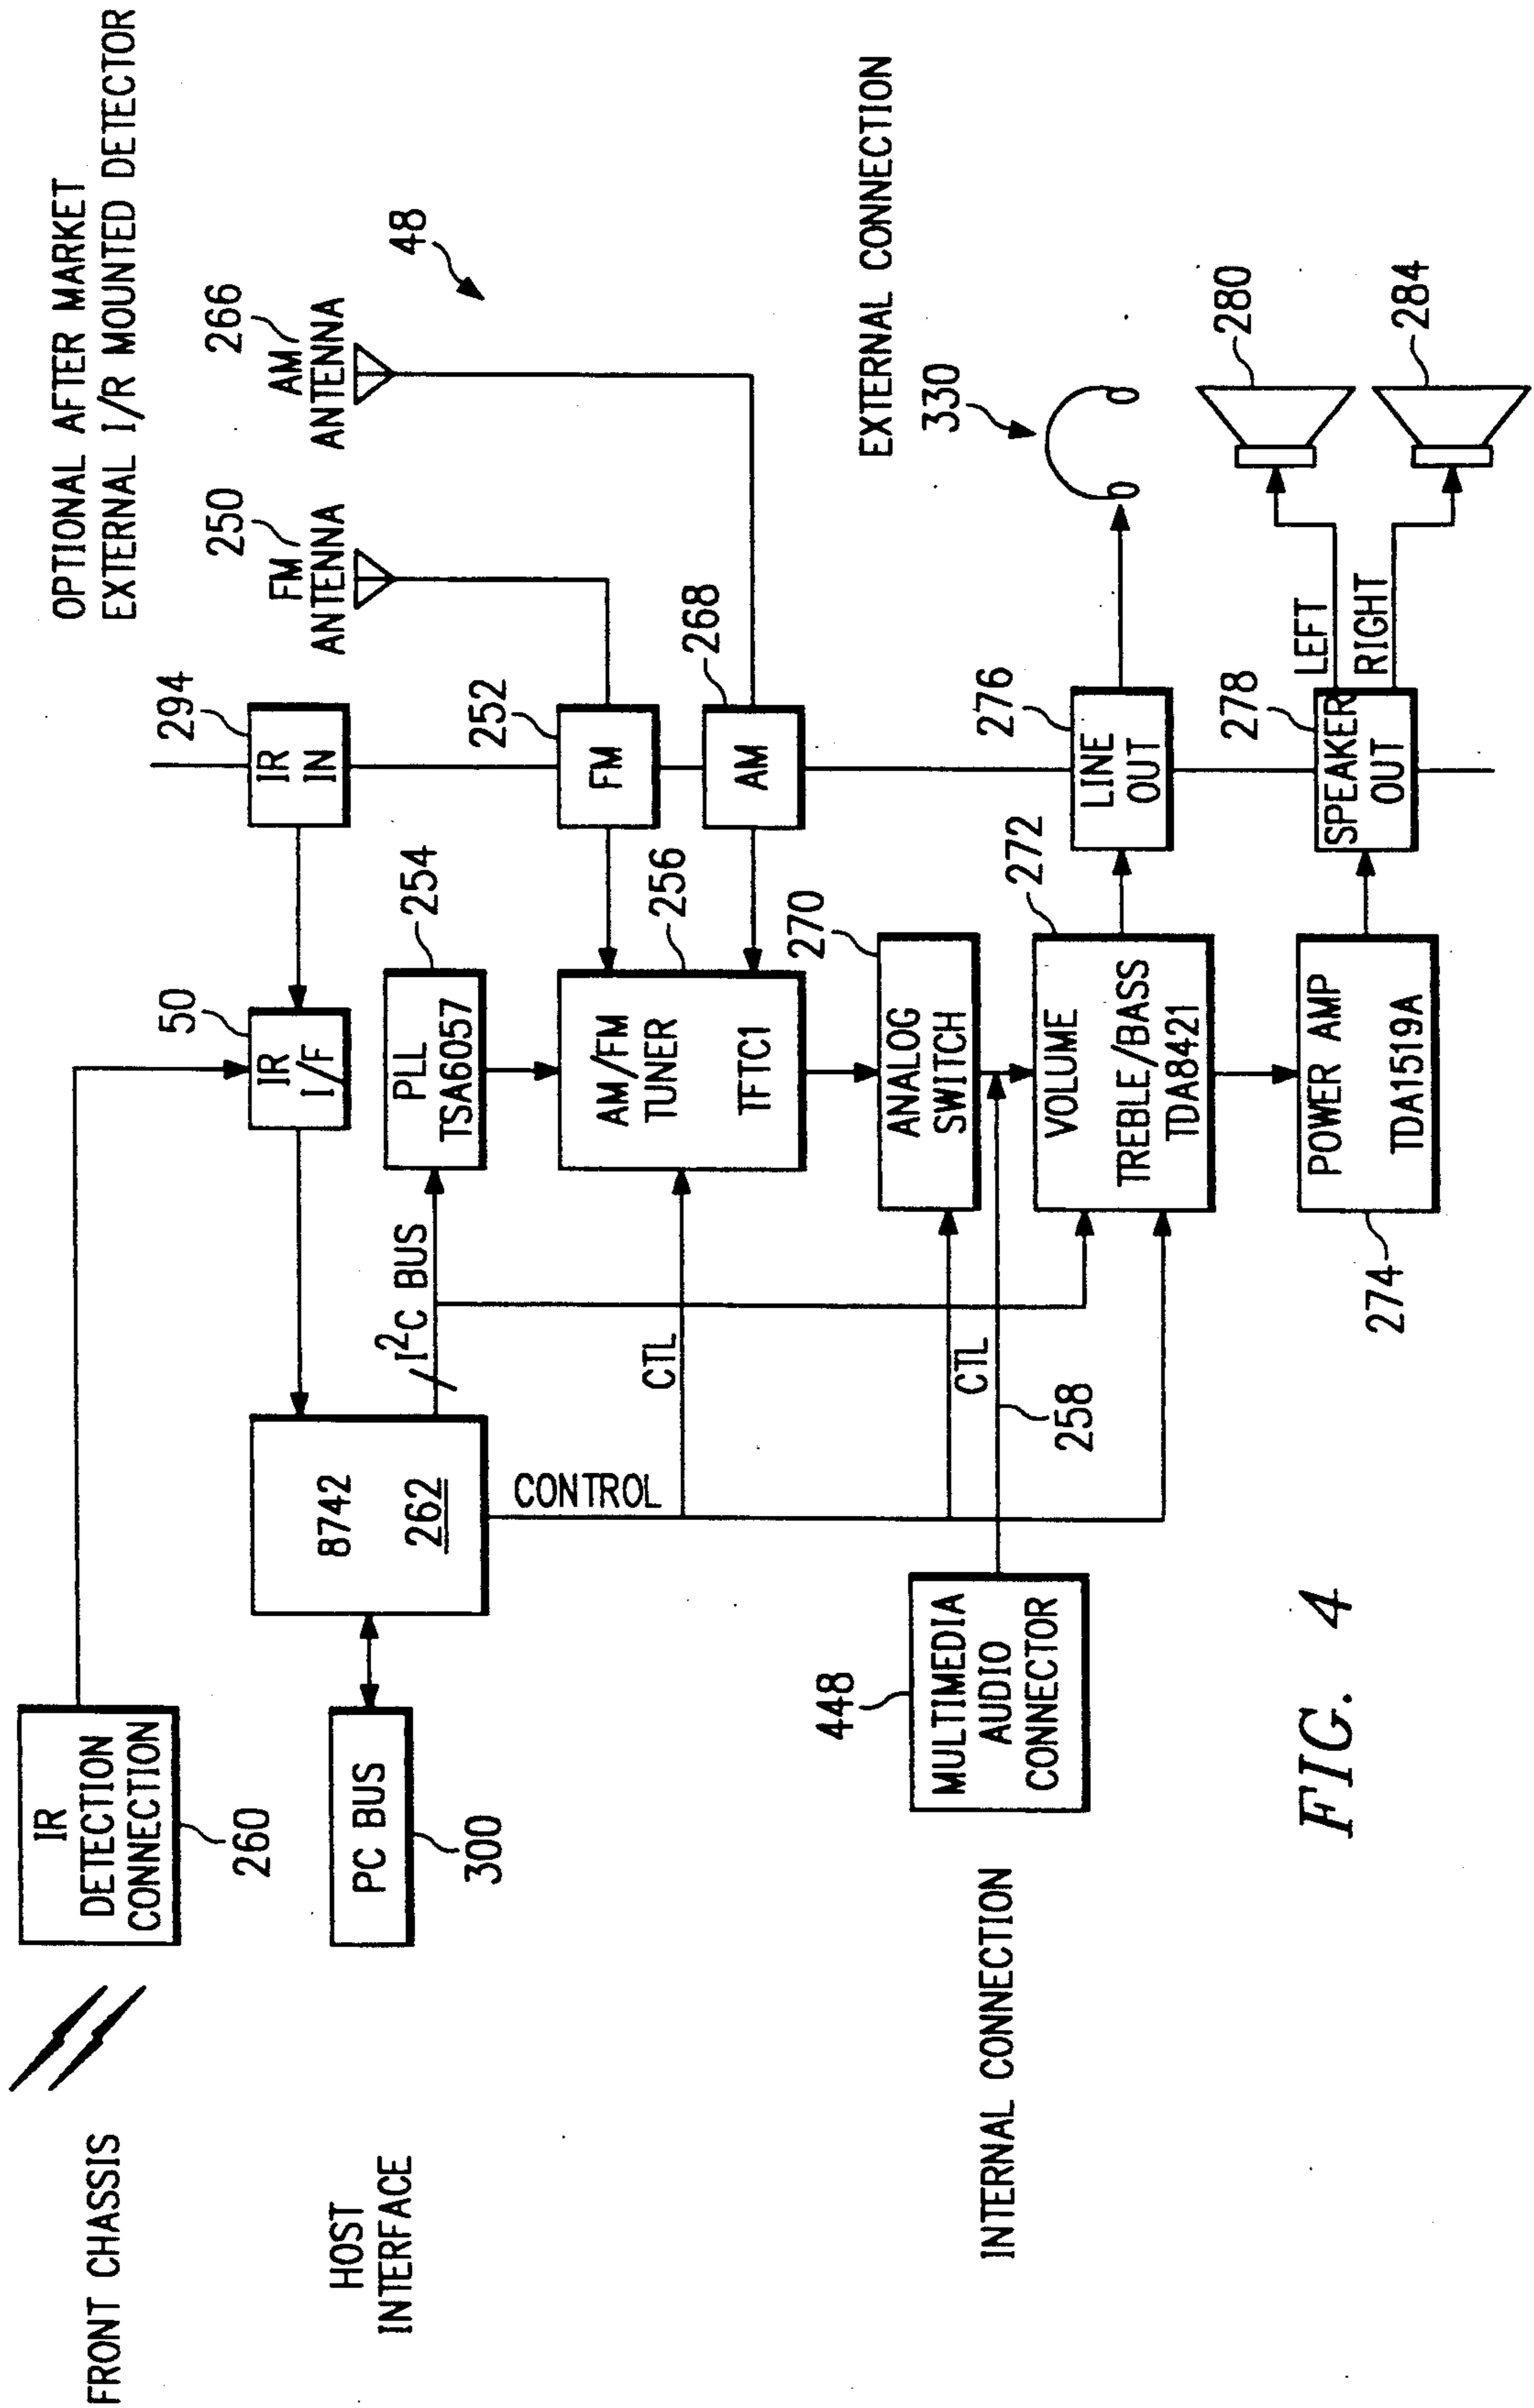 OPTIONAL AFTER MARKET
EXTERNAL I/R MOUNTED DETECTOR
FRONT CHASSIS
IR
DETECTION
CONNECTION
260
50
IR
I/F
294
IR
IN
250
FM
ANTENNA
266
AM
ANTENNA
48
HOST
INTERFACE
PC BUS
300
8742
262
I²C BUS
PLL
TSA6057
254
CONTROL
CTL
AM/FM
TUNER
TFTC1
256
252
FM
268
AM
EXTERNAL CONNECTION
INTERNAL CONNECTION
448
MULTIMEDIA
AUDIO
CONNECTOR
CTL
258
270
ANALOG
SWITCH
272
VOLUME
TREBLE/BASS
TDA8421
276
LINE
OUT
330
274
POWER AMP
TDA1519A
278
SPEAKER
OUT
LEFT
RIGHT
280
284
FIG. 4